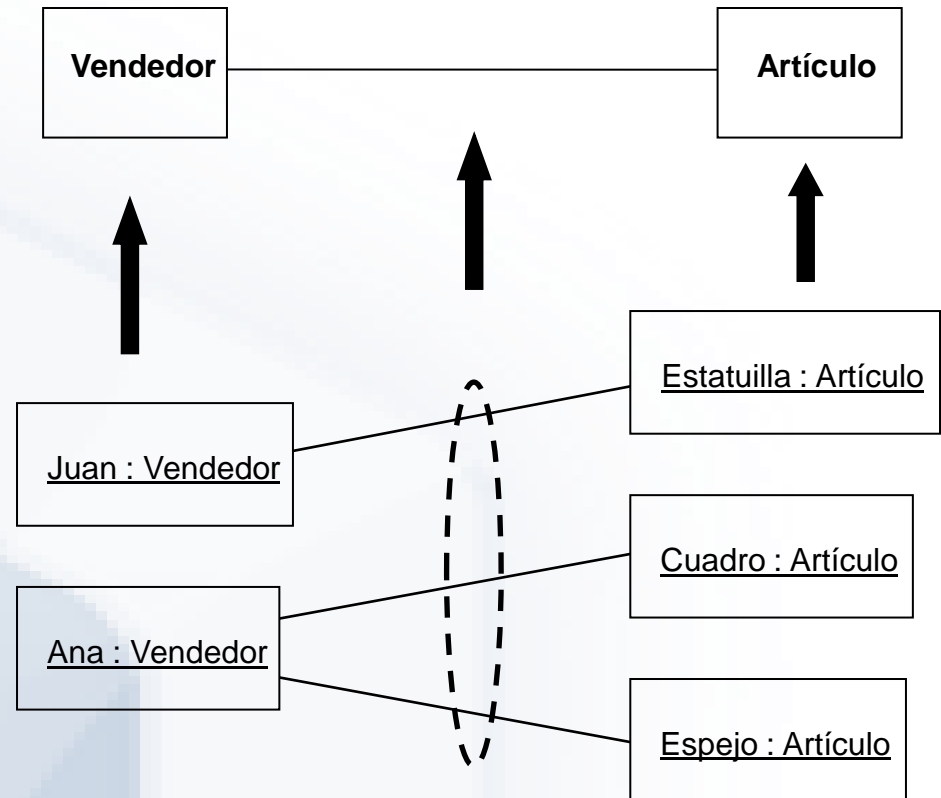 Vendedor
Artículo
Estatuilla : Artículo
Juan : Vendedor
Cuadro : Artículo
Ana : Vendedor
Espejo : Artículo